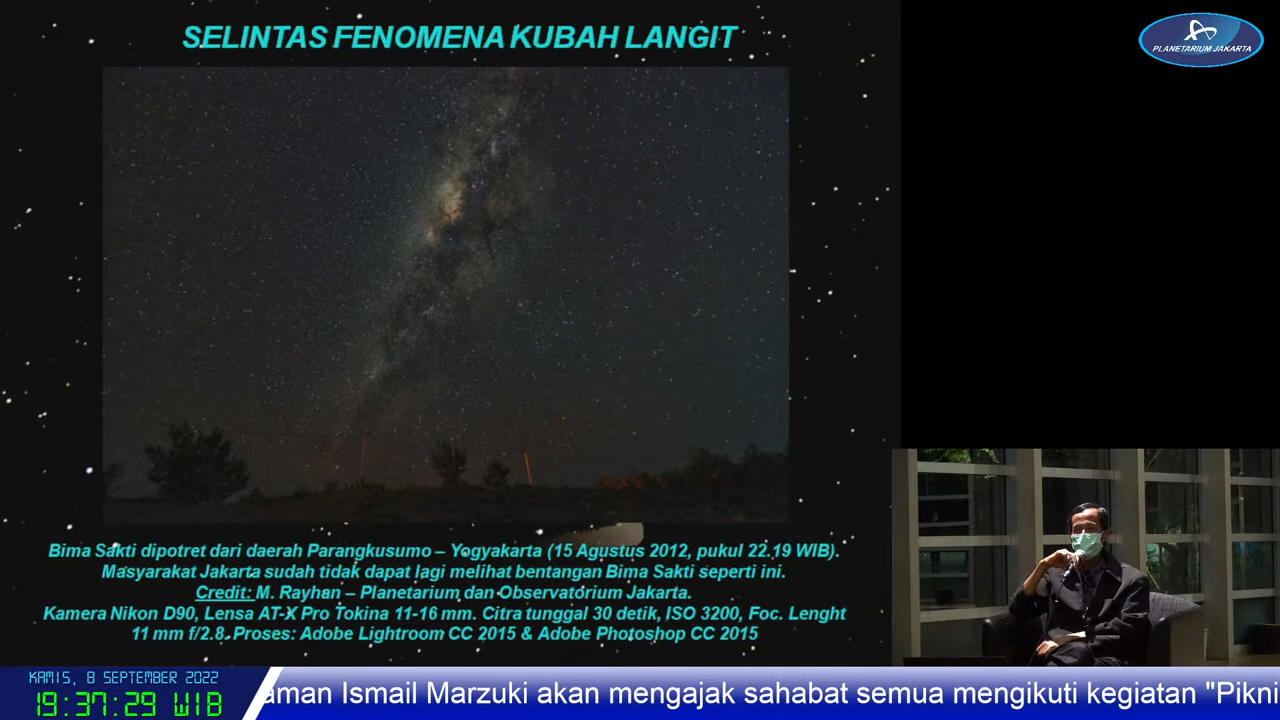 SELINTAS FENOMENA KUBAH LANGIT
PLANETARIUM JAKARTA
Bima Sakti dipotret dari daerah Parangkusumo – Yogyakarta (15 Agustus 2012, pukul 22.19 WIB).
Masyarakat Jakarta sudah tidak dapat lagi melihat bentangan Bima Sakti seperti ini.
Credit: M. Rayhan – Planetarium dan Observatorium Jakarta.
Kamera Nikon D90, Lensa AT-X Pro Tokina 11-16 mm. Citra tunggal 30 detik, ISO 3200, Foc. Lenght
11 mm f/2.8. Proses: Adobe Lightroom CC 2015 & Adobe Photoshop CC 2015
KAMIS, 8 SEPTEMBER 2022
19:37:29 WIB
aman Ismail Marzuki akan mengajak sahabat semua mengikuti kegiatan "Pikni